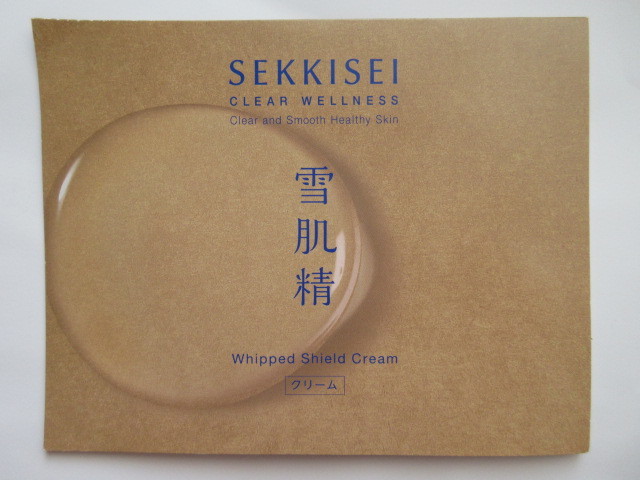 SEKKISEI
CLEAR WELLNESS
Clear and Smooth Healthy Skin
雪肌精
Whipped Shield Cream
クリーム